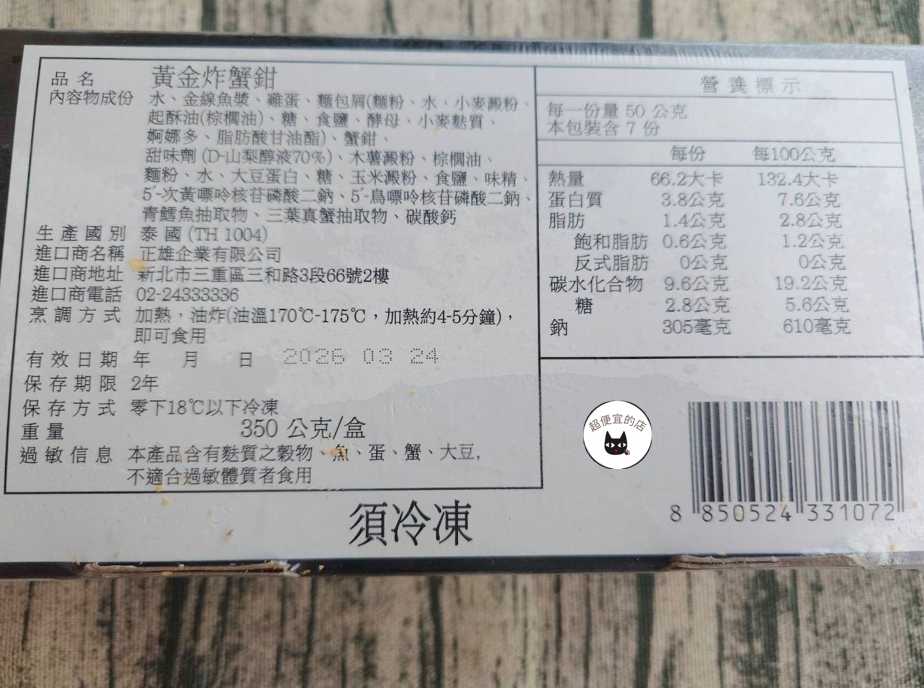 品名 黃金炸蟹鉗
內容物成份 水、金線魚漿、雞蛋、麵包屑(麵粉、水、小麥澱粉、
起酥油(棕櫚油)、糖、食鹽、酵母、小麥麩質、
婀娜多、脂肪酸甘油酯)、蟹鉗、
甜味劑(D-山梨醇液70%)、木薯澱粉、棕櫚油、
麵粉、水、大豆蛋白、糖、玉米澱粉、食鹽、味精、
5'-次黃嘌呤核苷磷酸二鈉、5'-鳥嘌呤核苷磷酸二鈉、
青鱈魚抽取物、三葉真蟹抽取物、碳酸鈣
生產國別 泰國(TH 1004)
進口商名稱 正雄企業有限公司
進口商地址 新北市三重區三和路3段66號2樓
進口商電話 02-24333336
烹調方式 加熱，油炸(油溫170℃-175℃，加熱約4-5分鐘)，
即可食用
有效日期 年 月 日 2026 03 24
保存期限 2年
保存方式 零下18℃以下冷凍
重量 350 公克/盒
過敏信息 本產品含有麩質之穀物、魚、蛋、蟹、大豆,
不適合過敏體質者食用
須冷凍
營養標示
每一份量 50 公克
本包裝含 7 份
每份 每100公克
熱量 66.2大卡 132.4大卡
蛋白質 3.8公克 7.6公克
脂肪 1.4公克 2.8公克
飽和脂肪 0.6公克 1.2公克
反式脂肪 0公克 0公克
碳水化合物 9.6公克 19.2公克
糖 2.8公克 5.6公克
鈉 305毫克 610毫克
超便宜的店
8 850524 331072